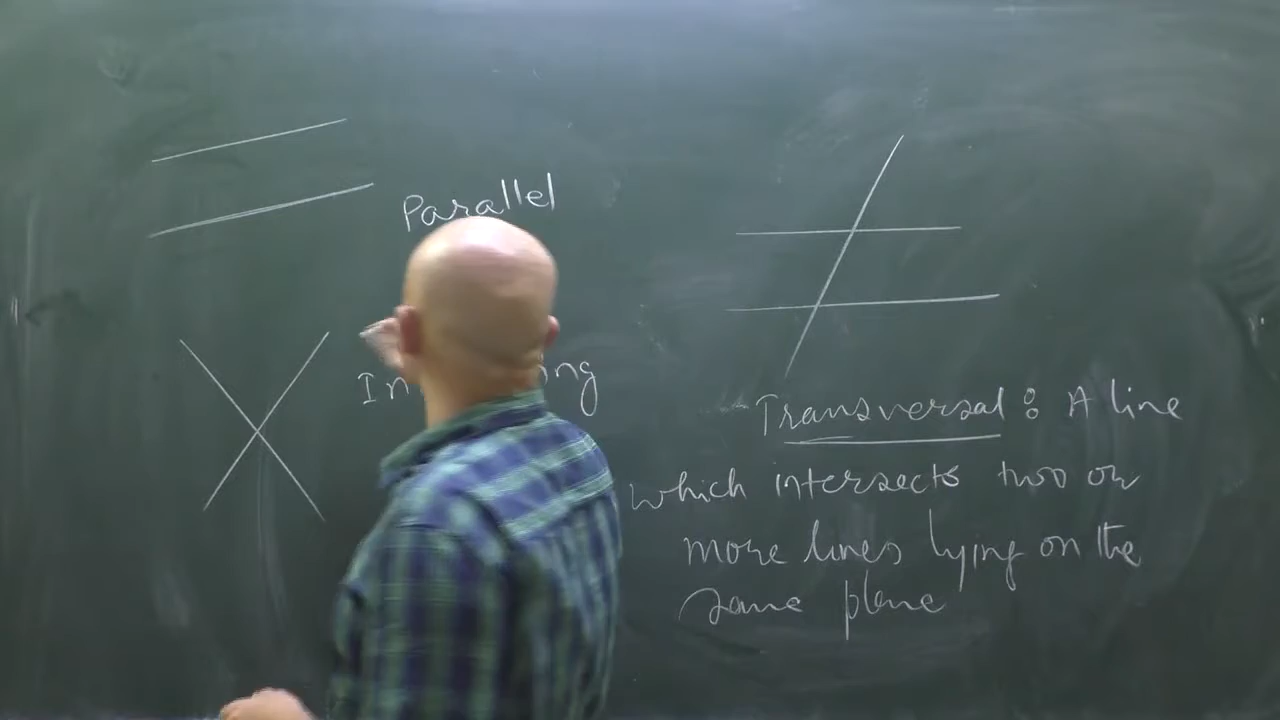 Parallel
Transversal : A line
which intersects two or
more lines lying on the
same plane